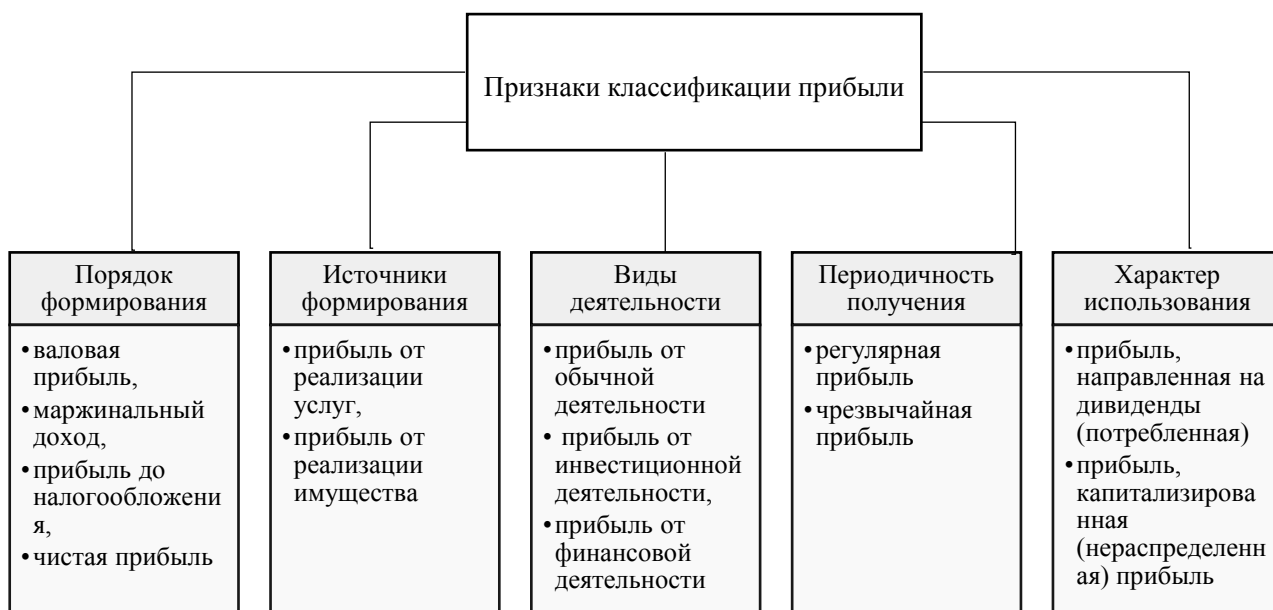 Признаки классификации прибыли
Порядок
формирования
•валовая
прибыль,
•маржинальный
доход,
•прибыль до
налогообложени
я,
•чистая прибыль
Источники
формирования
•прибыль от
реализации
услуг,
•прибыль от
реализации
имущества
Виды
деятельности
•прибыль от
обычной
деятельности
• прибыль от
инвестиционной
деятельности,
•прибыль от
финансовой
деятельности
Периодичность
получения
•регулярная
прибыль
•чрезвычайная
прибыль
Характер
использования
•прибыль,
направленная на
дивиденды
(потребленная)
•прибыль,
капитализирова
нная
(нераспределенн
ая) прибыль